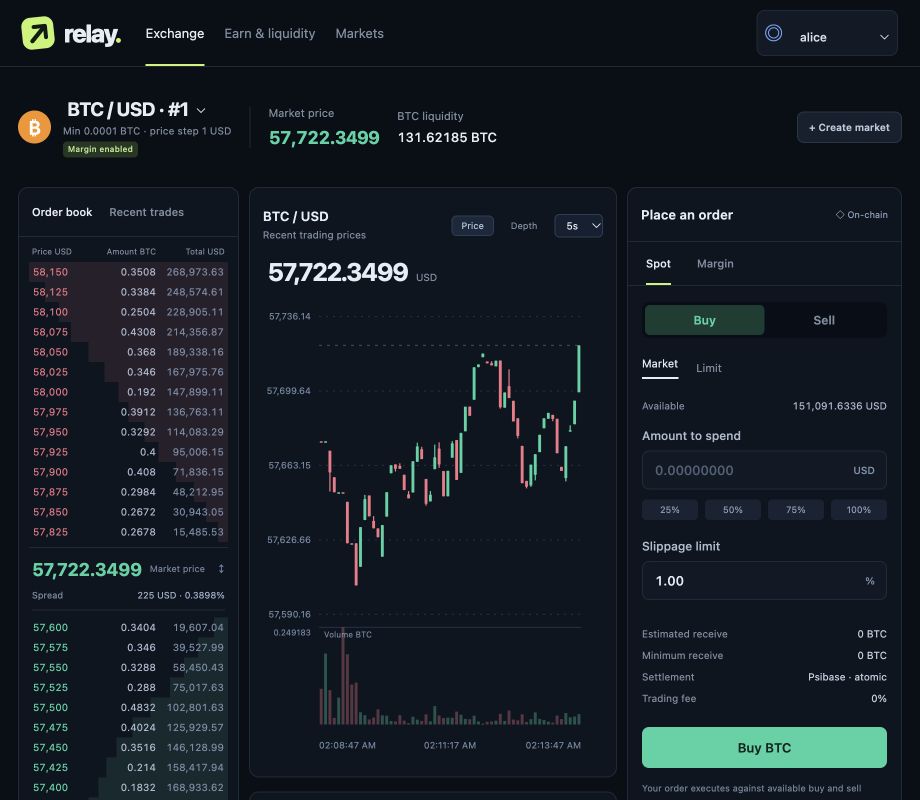 relay.
Exchange
Earn & liquidity
Markets
alice
BTC / USD · #1
Min 0.0001 BTC · price step 1 USD
Margin enabled
Market price
57,722.3499
BTC liquidity
131.62185 BTC
+ Create market
Order book
Recent trades
Price USD Amount BTC Total USD
58,150 0.3508 268,973.63
58,125 0.3384 248,574.61
58,100 0.2504 228,905.11
58,075 0.4308 214,356.87
58,050 0.368 189,338.16
58,025 0.346 167,975.76
58,000 0.192 147,899.11
57,975 0.3912 136,763.11
57,950 0.3292 114,083.29
57,925 0.4 95,006.15
57,900 0.408 71,836.15
57,875 0.2984 48,212.95
57,850 0.2672 30,943.05
57,825 0.2678 15,485.53
57,722.3499 Market price
Spread 225 USD · 0.3898%
57,600 0.3404 19,607.04
57,575 0.346 39,527.99
57,550 0.3288 58,450.43
57,525 0.288 75,017.63
57,500 0.4832 102,801.63
57,475 0.4024 125,929.57
57,450 0.3516 146,128.99
57,425 0.214 158,417.94
57,400 0.1832 168,933.62
BTC / USD
Recent trading prices
Price
Depth
5s
57,722.3499 USD
57,736.14
57,699.64
57,663.15
57,626.66
57,590.16
0.249183
Volume BTC
02:08:47 AM
02:11:17 AM
02:13:47 AM
Place an order
On-chain
Spot
Margin
Buy
Sell
Market
Limit
Available 151,091.6336 USD
Amount to spend
0.00000000 USD
25% 50% 75% 100%
Slippage limit
1.00 %
Estimated receive 0 BTC
Minimum receive 0 BTC
Settlement Psibase · atomic
Trading fee 0%
Buy BTC
Your order executes against available buy and sell